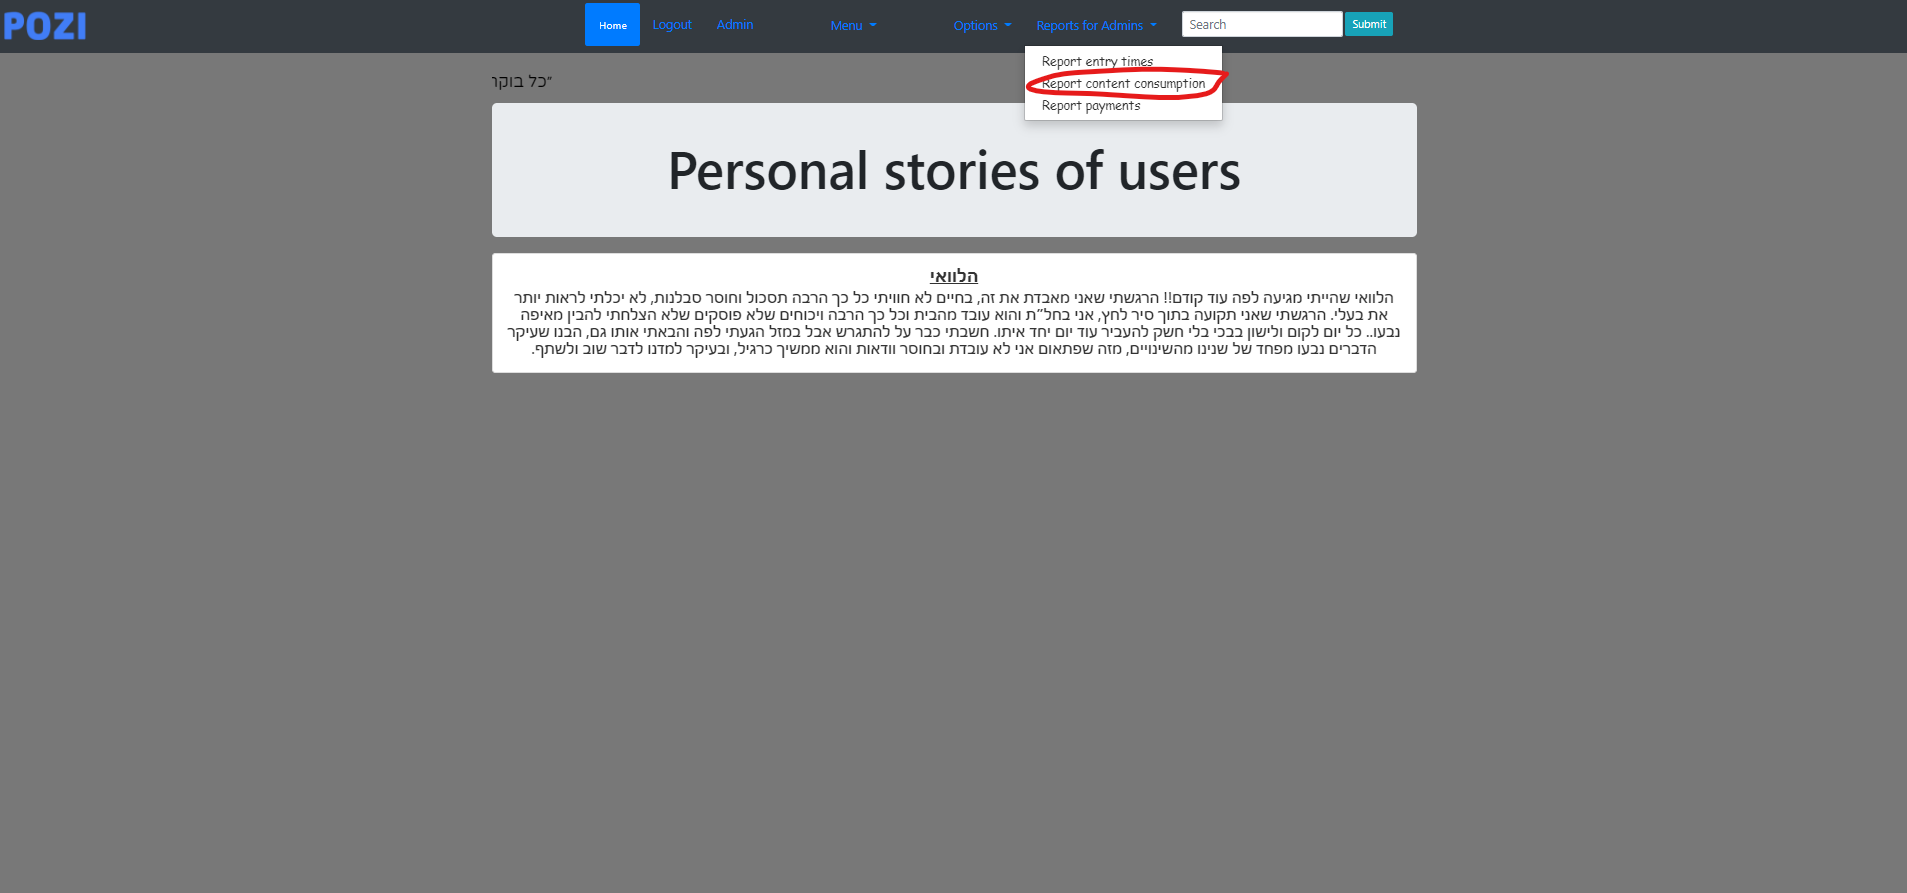 POZI
Home
Logout
Admin
Menu
Options
Reports for Admins
Search
Submit
Report entry times
Report content consumption
Report payments
"כל בוקר
Personal stories of users
הלוואי
הלוואי שהייתי מגיעה לפה עוד קודם!! הרגשתי שאני מאבדת את זה, בחיים לא חוויתי כל כך הרבה תסכול וחוסר סבלנות, לא יכלתי לראות יותר
את בעלי. הרגשתי שאני תקועה בתוך סיר לחץ, אני בחל"ת והוא עובד מהבית וכל כך הרבה ויכוחים שלא פוסקים שלא הצלחתי להבין מאיפה
נבעו.. כל יום לקום ולישון בבכי בלי חשק להעביר עוד יום יחד איתו. חשבתי כבר על להתגרש אבל במזל הגעתי לפה והבאתי אותו גם, הבנו שעיקר
הדברים נבעו מפחד של שנינו מהשינויים, מזה שפתאום אני לא עובדת ובחוסר וודאות והוא ממשיך כרגיל, ובעיקר למדנו לדבר שוב ולשתף.